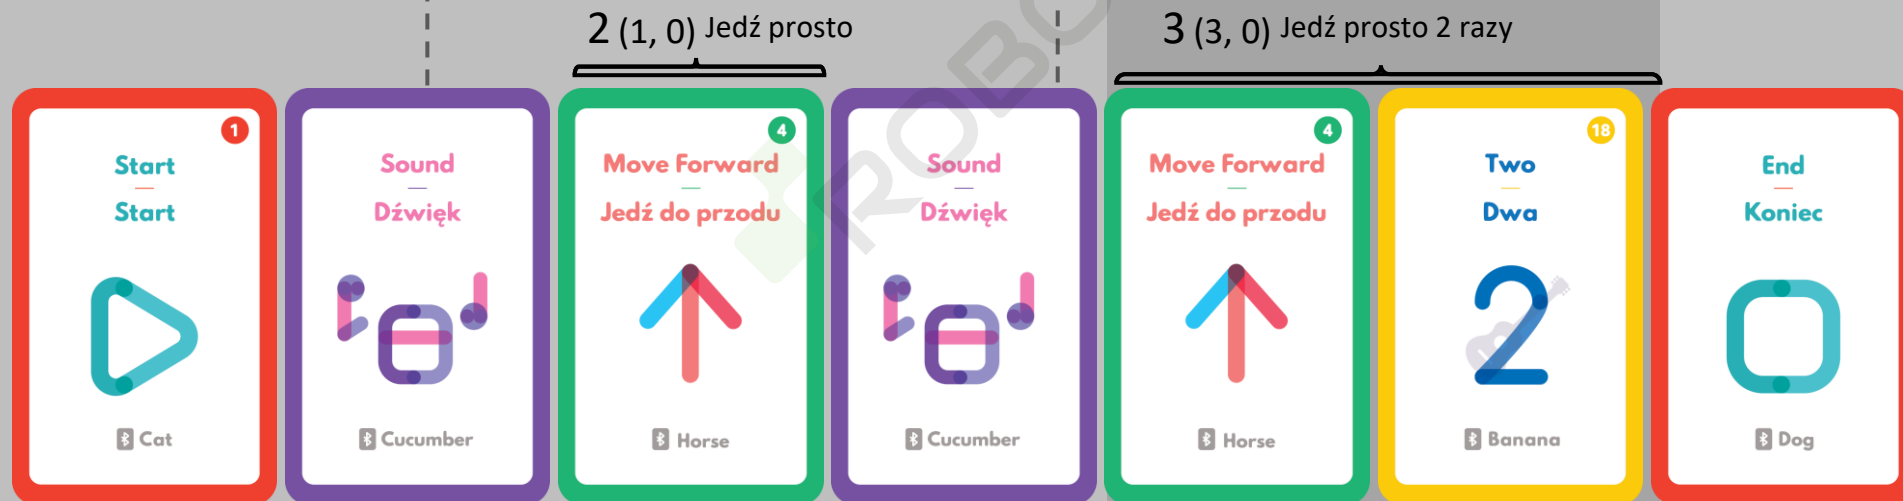 2 (1, 0) Jedź prosto
3 (3, 0) Jedź prosto 2 razy
1
Start
Start
Cat
Sound
Dźwięk
Cucumber
4
Move Forward
Jedź do przodu
Horse
Sound
Dźwięk
Cucumber
4
Move Forward
Jedź do przodu
Horse
18
Two
Dwa
2
Banana
End
Koniec
Dog